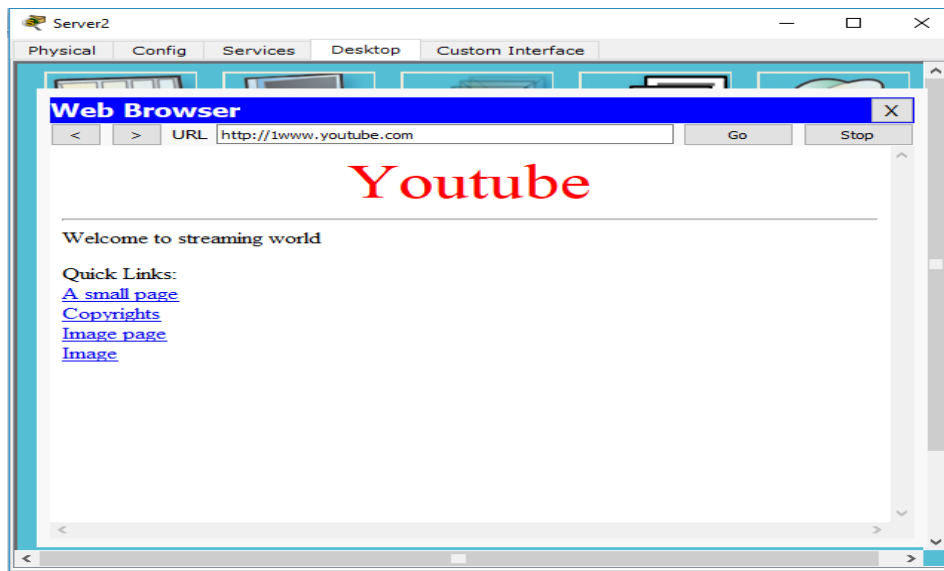 Server2
Physical Config Services Desktop Custom Interface
Web Browser X
< > URL http://1www.youtube.com Go Stop
Youtube
Welcome to streaming world
Quick Links:
A small page
Copyrights
Image page
Image